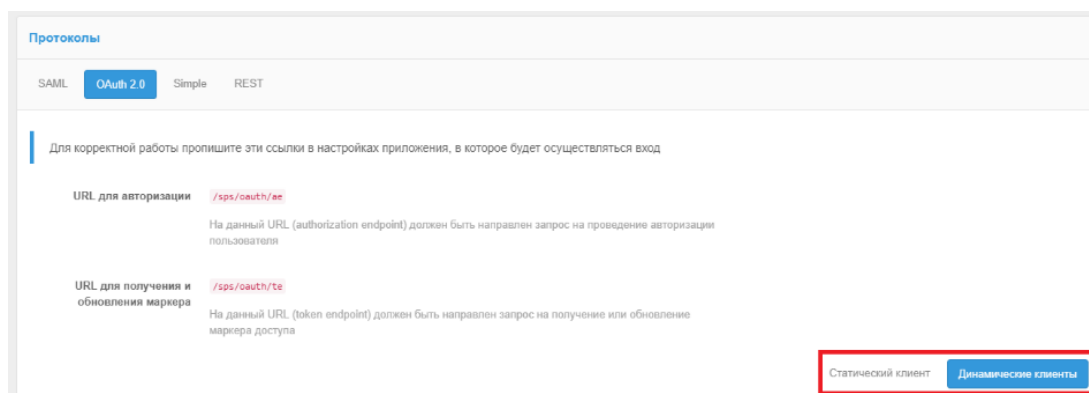 Протоколы
SAML OAuth 2.0 Simple REST
Для корректной работы пропишите эти ссылки в настройках приложения, в которое будет осуществляться вход
URL для авторизации /sps/oauth/ae
На данный URL (authorization endpoint) должен быть направлен запрос на проведение авторизации
пользователя
URL для получения и /sps/oauth/te
обновления маркера
На данный URL (token endpoint) должен быть направлен запрос на получение или обновление
маркера доступа
Статический клиент Динамические клиенты